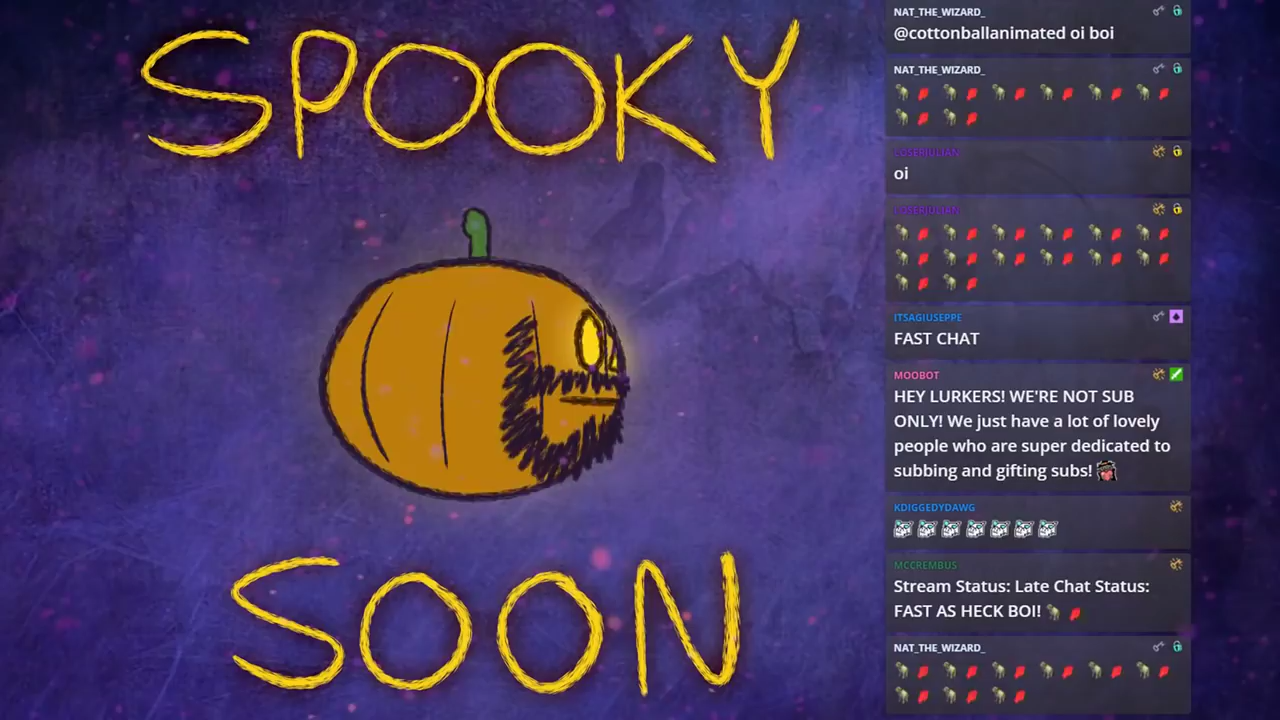 SPOOKY
SOON
NAT_THE_WIZARD_
@cottonballanimated oi boi
NAT_THE_WIZARD_
LOSERJULIAN
oi
LOSERJULIAN
ITSAGIUSEPPE
FAST CHAT
MOOBOT
HEY LURKERS! WE'RE NOT SUB
ONLY! We just have a lot of lovely
people who are super dedicated to
subbing and gifting subs!
KDIGGEDYDAWG
MCCREMBUS
Stream Status: Late Chat Status:
FAST AS HECK BOI!
NAT_THE_WIZARD_